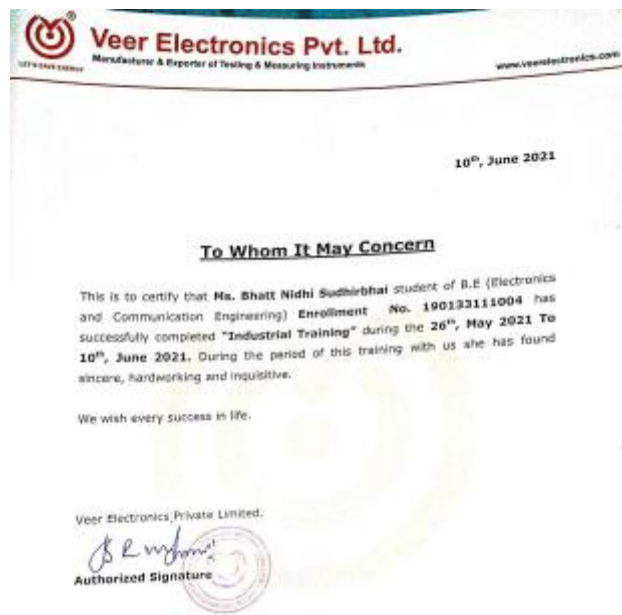 Veer Electronics Pvt. Ltd.
Manufacturer & Exporter of Testing & Measuring Instruments
LET'S SAVE ENERGY
www.veerelectronics.com
10th, June 2021
To Whom It May Concern
This is to certify that Ms. Bhatt Nidhi Sudhirbhai student of B.E (Electronics
and Communication Engineering) Enrollment No. 190133111004 has
successfully completed "Industrial Training" during the 26th, May 2021 To
10th, June 2021. During the period of this training with us she has found
sincere, hardworking and inquisitive.
We wish every success in life.
Veer Electronics Private Limited.
Authorized Signature